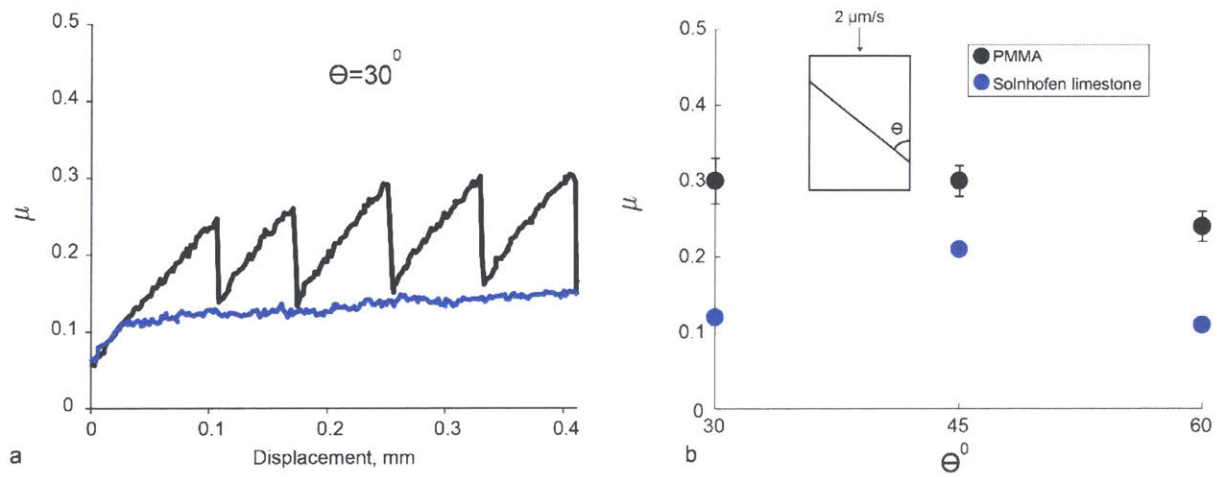 0.5
0.4
0.3
0.2
0.1
0
μ
Θ=30⁰
0
0.1
0.2
0.3
0.4
Displacement, mm
a
2 μm/s
0.5
0.4
0.3
0.2
0.1
0
μ
Θ
PMMA
Solnhofen limestone
30
45
60
Θ⁰
b